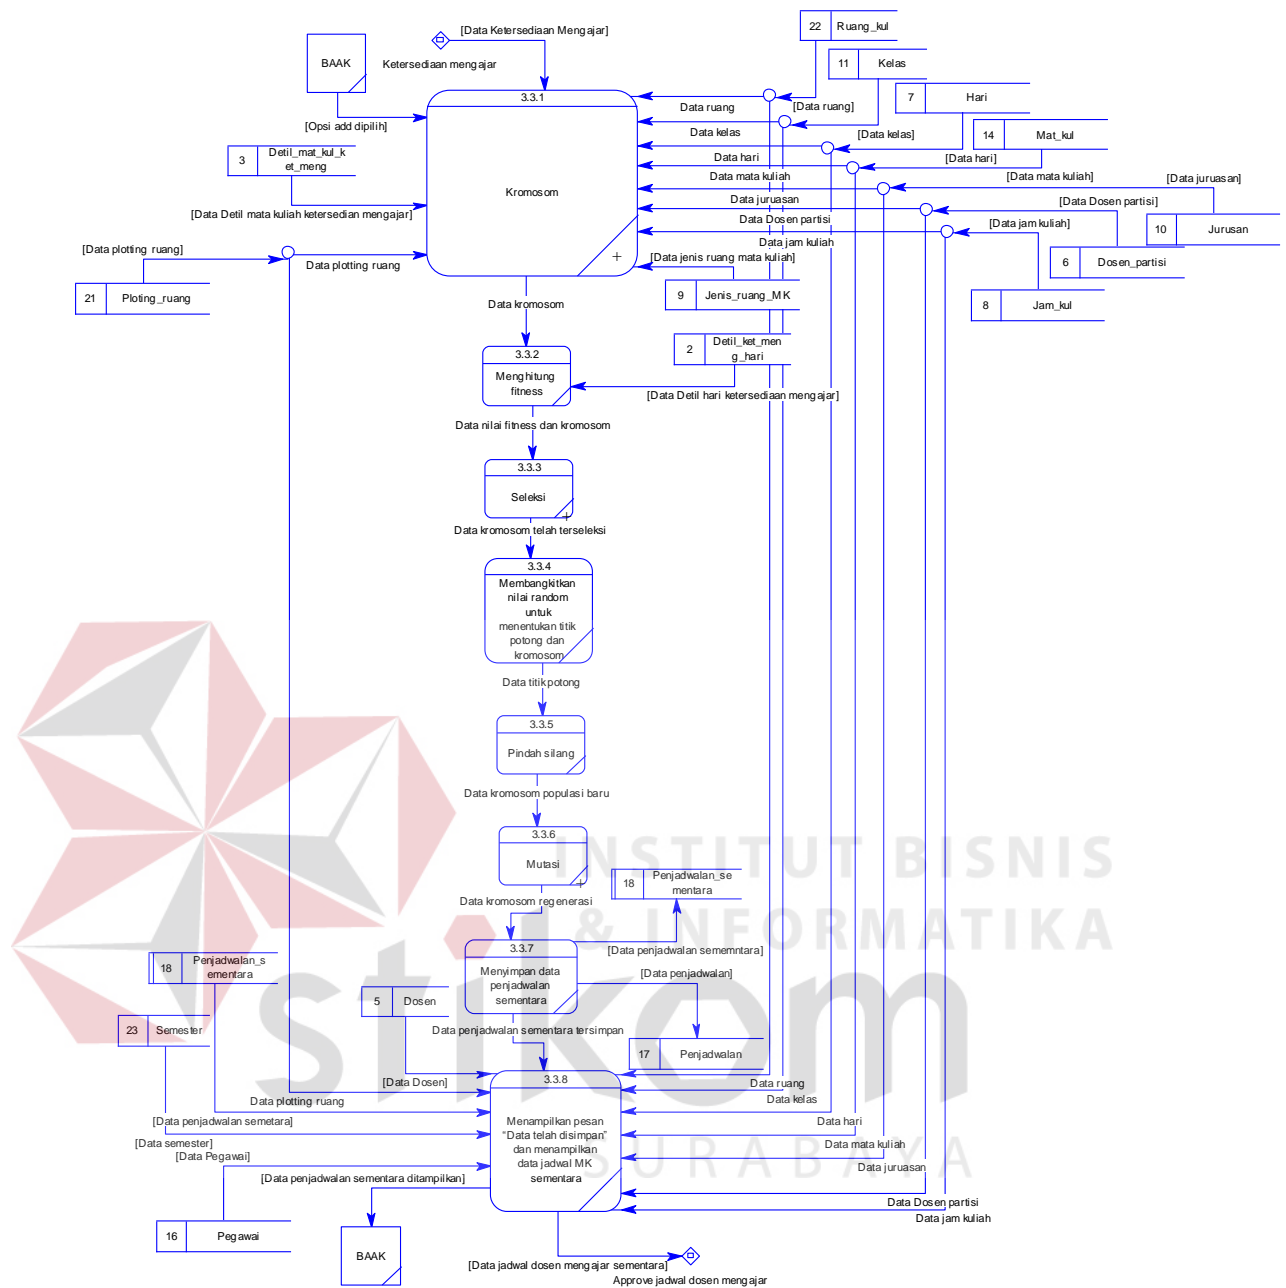 [Data Ketersediaan Mengajar]
BAAK
Ketersediaan mengajar
22 Ruang_kul
11 Kelas
7 Hari
14 Mat_kul
3.3.1
Kromosom
[Opsi add dipilih]
3 Detil_mat_kul_k
et_meng
[Data Detil mata kuliah ketersedian mengajar]
[Data plotting ruang]
Data plotting ruang
21 Ploting_ruang
Data ruang
[Data ruang]
Data kelas
[Data kelas]
Data hari
[Data hari]
Data mata kuliah
[Data mata kuliah]
[Data juruasan]
Data juruasan
[Data Dosen partisi]
Data Dosen partisi
[Data jam kuliah]
Data jam kuliah
10 Jurusan
6 Dosen_partisi
8 Jam_kul
[Data jenis ruang mata kuliah]
9 Jenis_ruang_MK
Data kromosom
2 Detil_ket_men
g_hari
3.3.2
Menghitung
fitness
[Data Detil hari ketersediaan mengajar]
Data nilai fitness dan kromosom
3.3.3
Seleksi
Data kromosom telah terseleksi
3.3.4
Membangkitkan
nilai random
untuk
menentukan titik
potong dan
kromosom
Data titik potong
3.3.5
Pindah silang
Data kromosom populasi baru
3.3.6
Mutasi
Data kromosom regenerasi
18 Penjadwalan_se
mentara
INSTITUT BISNIS
& INFORMATIKA
stikom
SURABAYA
3.3.7
Menyimpan data
penjadwalan
sementara
[Data penjadwalan sememntara]
[Data penjadwalan]
18 Penjadwalan_s
ementara
5 Dosen
23 Semester
Data penjadwalan sementara tersimpan
17 Penjadwalan
[Data Dosen]
3.3.8
Menampilkan pesan
“Data telah disimpan”
dan menampilkan
data jadwal MK
sementara
Data plotting ruang
[Data penjadwalan semetara]
[Data semester]
[Data Pegawai]
[Data penjadwalan sementara ditampilkan]
Data ruang
Data kelas
Data hari
Data mata kuliah
Data juruasan
Data Dosen partisi
Data jam kuliah
16 Pegawai
BAAK
[Data jadwal dosen mengajar sementara]
Approve jadwal dosen mengajar